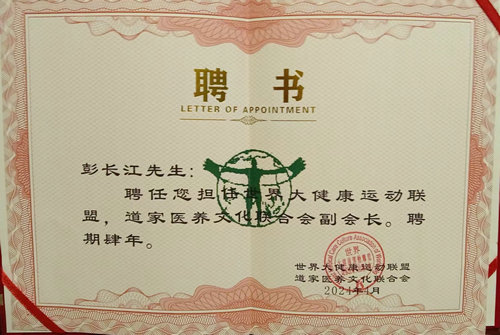 聘 书
LETTER OF APPOINTMENT
彭长江先生：
聘任您担任世界大健康运动联
盟，道家医养文化联合会副会长。聘
期肆年。
世界大健康运动联盟
道家医养文化联合会
2024年4月